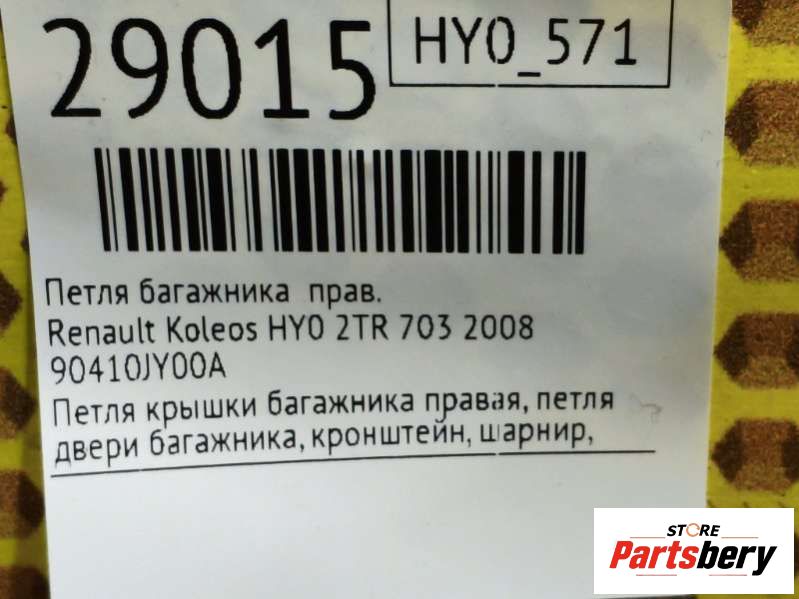 29015
HY0_571
Петля багажника прав.
Renault Koleos HY0 2TR 703 2008
90410JY00A
Петля крышки багажника правая, петля
двери багажника, кронштейн, шарнир,
STORE
Partsbery